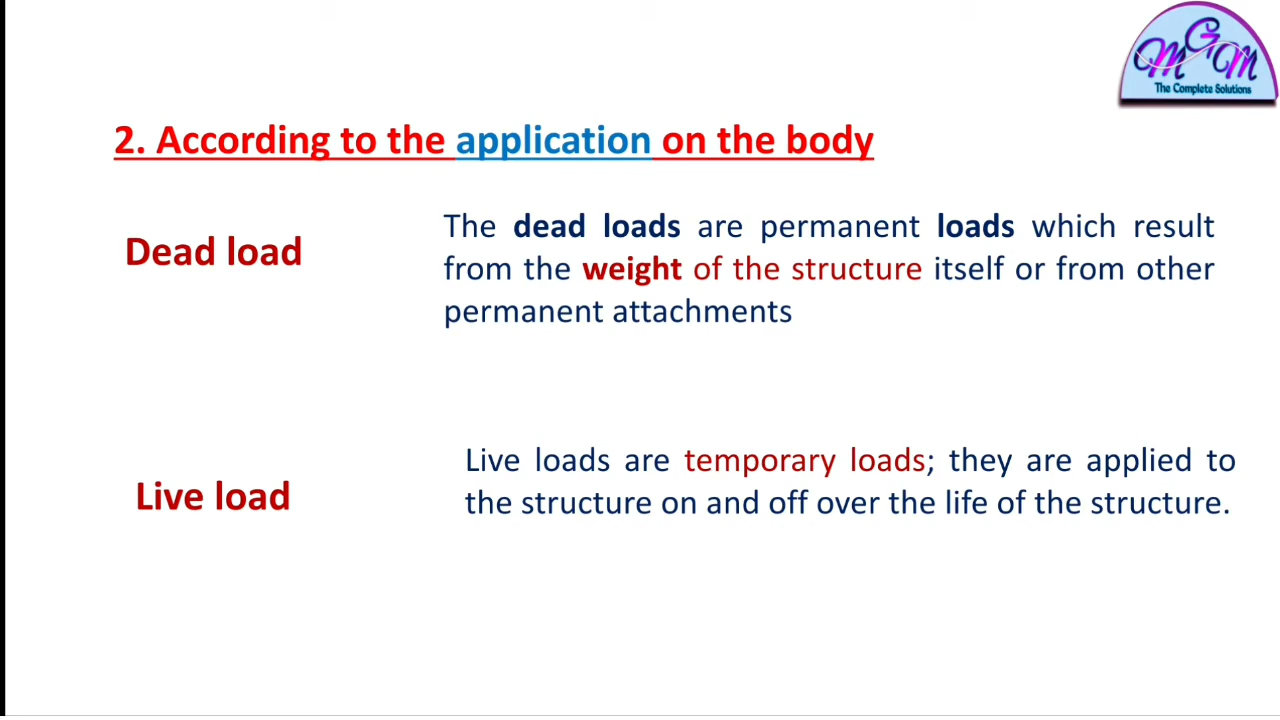 MGM
The Complete Solutions
2. According to the application on the body
Dead load
The dead loads are permanent loads which result
from the weight of the structure itself or from other
permanent attachments
Live load
Live loads are temporary loads; they are applied to
the structure on and off over the life of the structure.